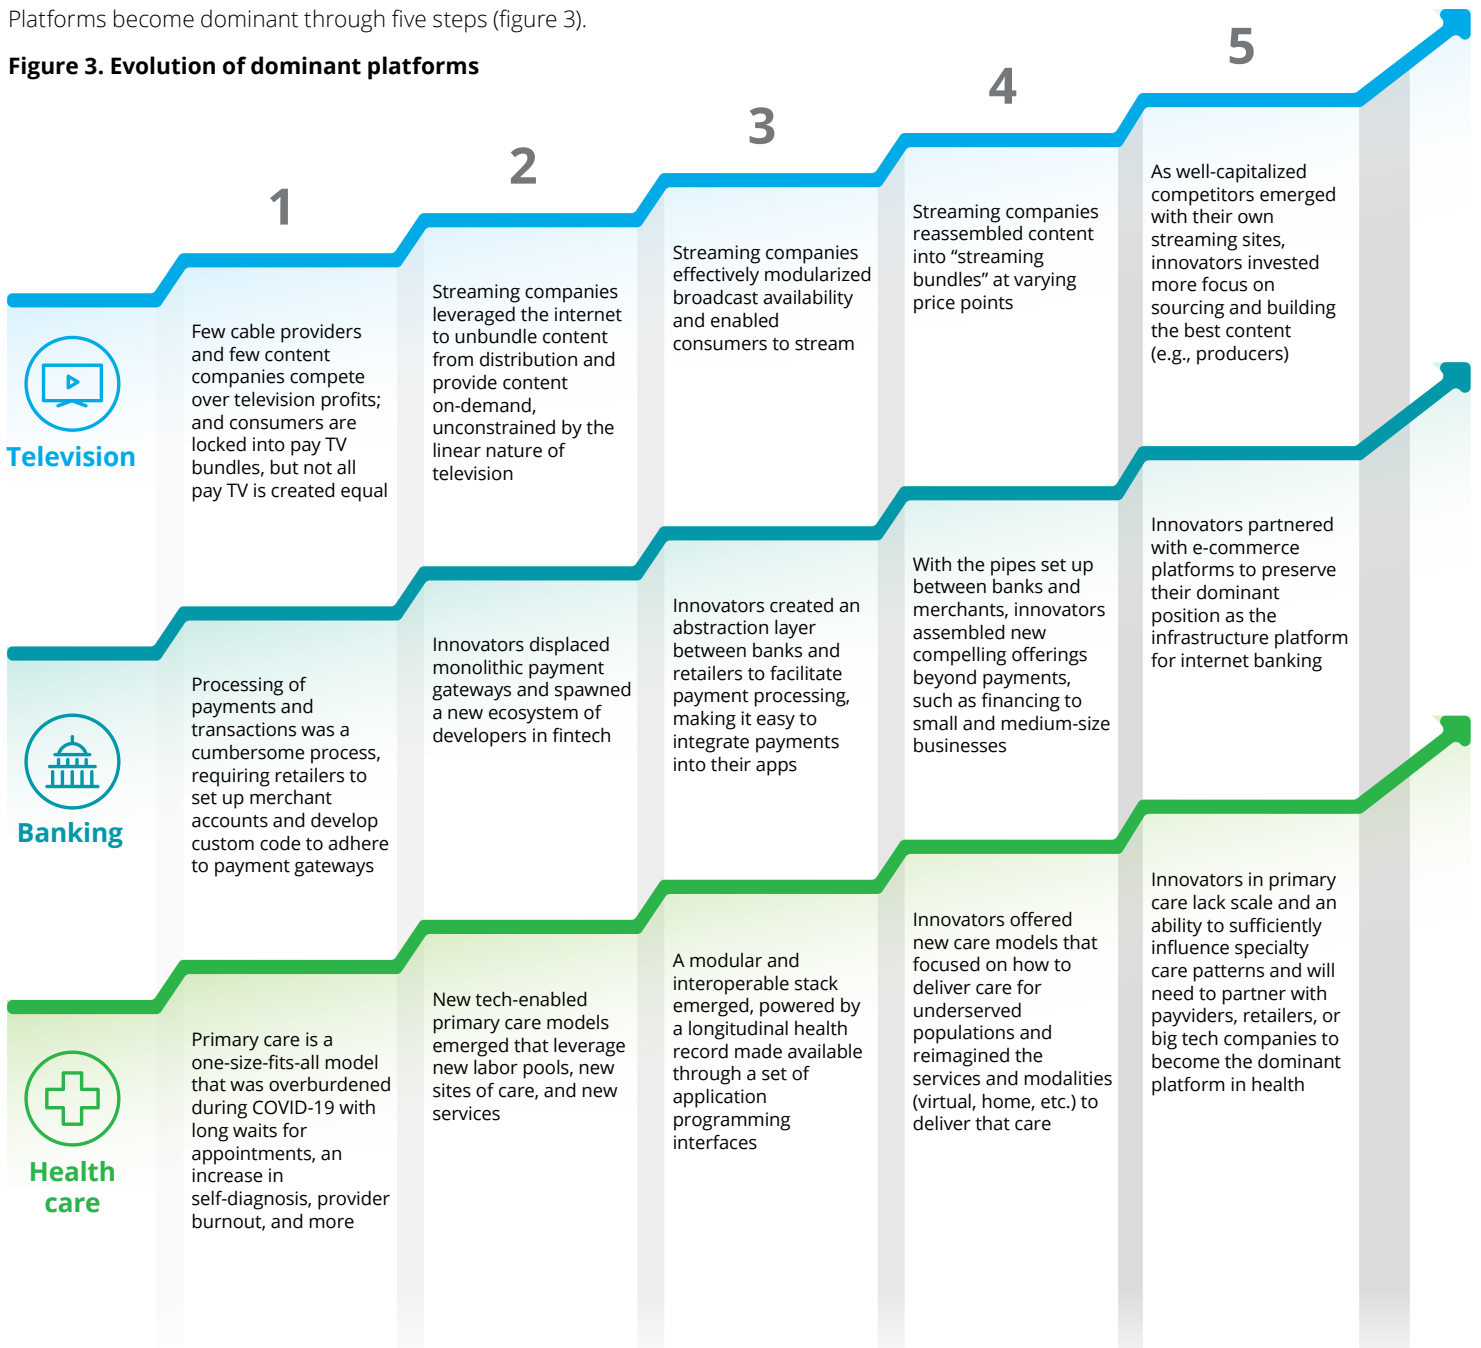 Platforms become dominant through five steps (figure 3).
Figure 3. Evolution of dominant platforms
1
2
3
4
5
Television
Few cable providers
and few content
companies compete
over television profits;
and consumers are
locked into pay TV
bundles, but not all
pay TV is created equal
Streaming companies
leveraged the internet
to unbundle content
from distribution and
provide content
on-demand,
unconstrained by the
linear nature of
television
Streaming companies
effectively modularized
broadcast availability
and enabled
consumers to stream
Streaming companies
reassembled content
into “streaming
bundles” at varying
price points
As well-capitalized
competitors emerged
with their own
streaming sites,
innovators invested
more focus on
sourcing and building
the best content
(e.g., producers)
Banking
Processing of
payments and
transactions was a
cumbersome process,
requiring retailers to
set up merchant
accounts and develop
custom code to adhere
to payment gateways
Innovators displaced
monolithic payment
gateways and spawned
a new ecosystem of
developers in fintech
Innovators created an
abstraction layer
between banks and
retailers to facilitate
payment processing,
making it easy to
integrate payments
into their apps
With the pipes set up
between banks and
merchants, innovators
assembled new
compelling offerings
beyond payments,
such as financing to
small and medium-size
businesses
Innovators partnered
with e-commerce
platforms to preserve
their dominant
position as the
infrastructure platform
for internet banking
Health
care
Primary care is a
one-size-fits-all model
that was overburdened
during COVID-19 with
long waits for
appointments, an
increase in
self-diagnosis, provider
burnout, and more
New tech-enabled
primary care models
emerged that leverage
new labor pools, new
sites of care, and new
services
A modular and
interoperable stack
emerged, powered by
a longitudinal health
record made available
through a set of
application
programming
interfaces
Innovators offered
new care models that
focused on how to
deliver care for
underserved
populations and
reimagined the
services and modalities
(virtual, home, etc.) to
deliver that care
Innovators in primary
care lack scale and an
ability to sufficiently
influence specialty
care patterns and will
need to partner with
payviders, retailers, or
big tech companies to
become the dominant
platform in health